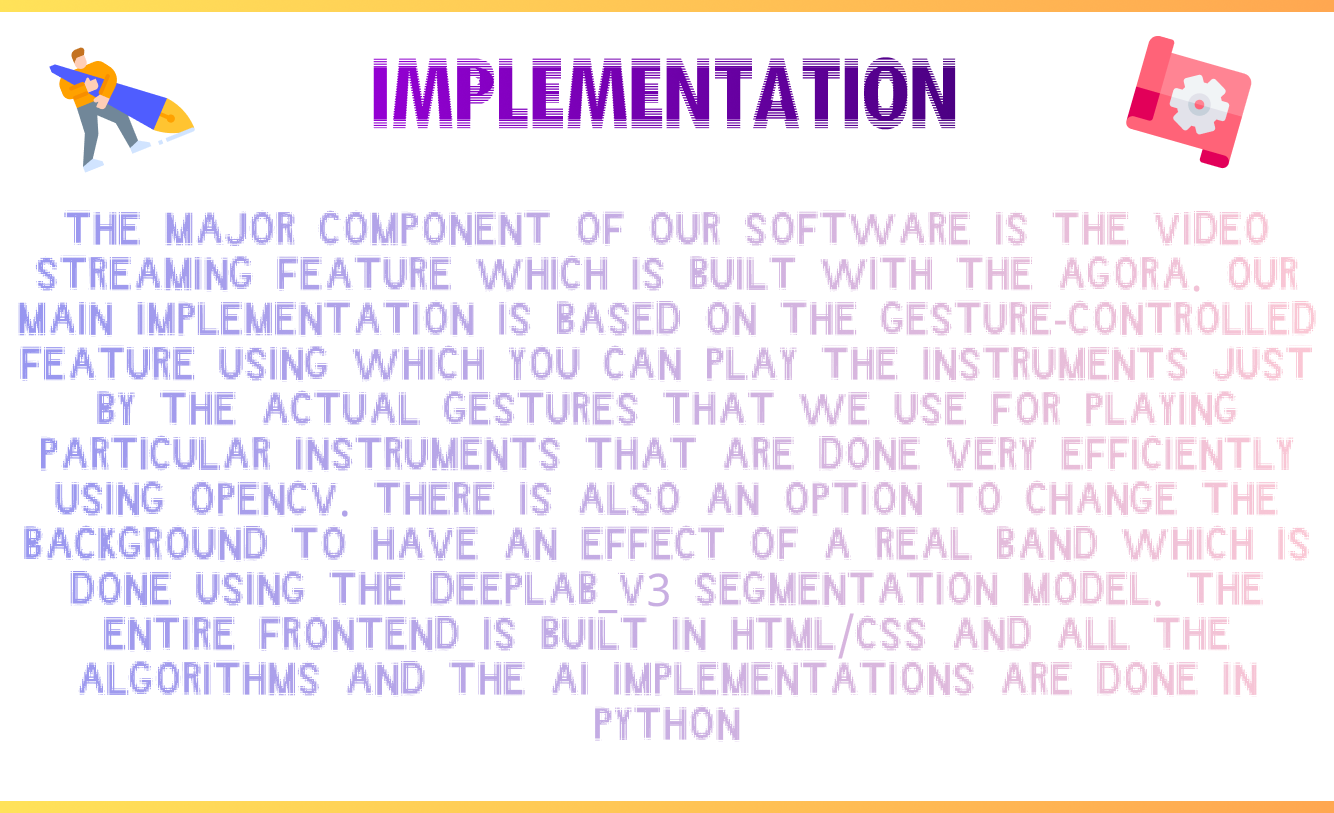 IMPLEMENTATION
THE MAJOR COMPONENT OF OUR SOFTWARE IS THE VIDEO
STREAMING FEATURE WHICH IS BUILT WITH THE AGORA. OUR
MAIN IMPLEMENTATION IS BASED ON THE GESTURE-CONTROLLED
FEATURE USING WHICH YOU CAN PLAY THE INSTRUMENTS JUST
BY THE ACTUAL GESTURES THAT WE USE FOR PLAYING
PARTICULAR INSTRUMENTS THAT ARE DONE VERY EFFICIENTLY
USING OPENCV. THERE IS ALSO AN OPTION TO CHANGE THE
BACKGROUND TO HAVE AN EFFECT OF A REAL BAND WHICH IS
DONE USING THE DEEPLAB_V3 SEGMENTATION MODEL. THE
ENTIRE FRONTEND IS BUILT IN HTML/CSS AND ALL THE
ALGORITHMS AND THE AI IMPLEMENTATIONS ARE DONE IN
PYTHON